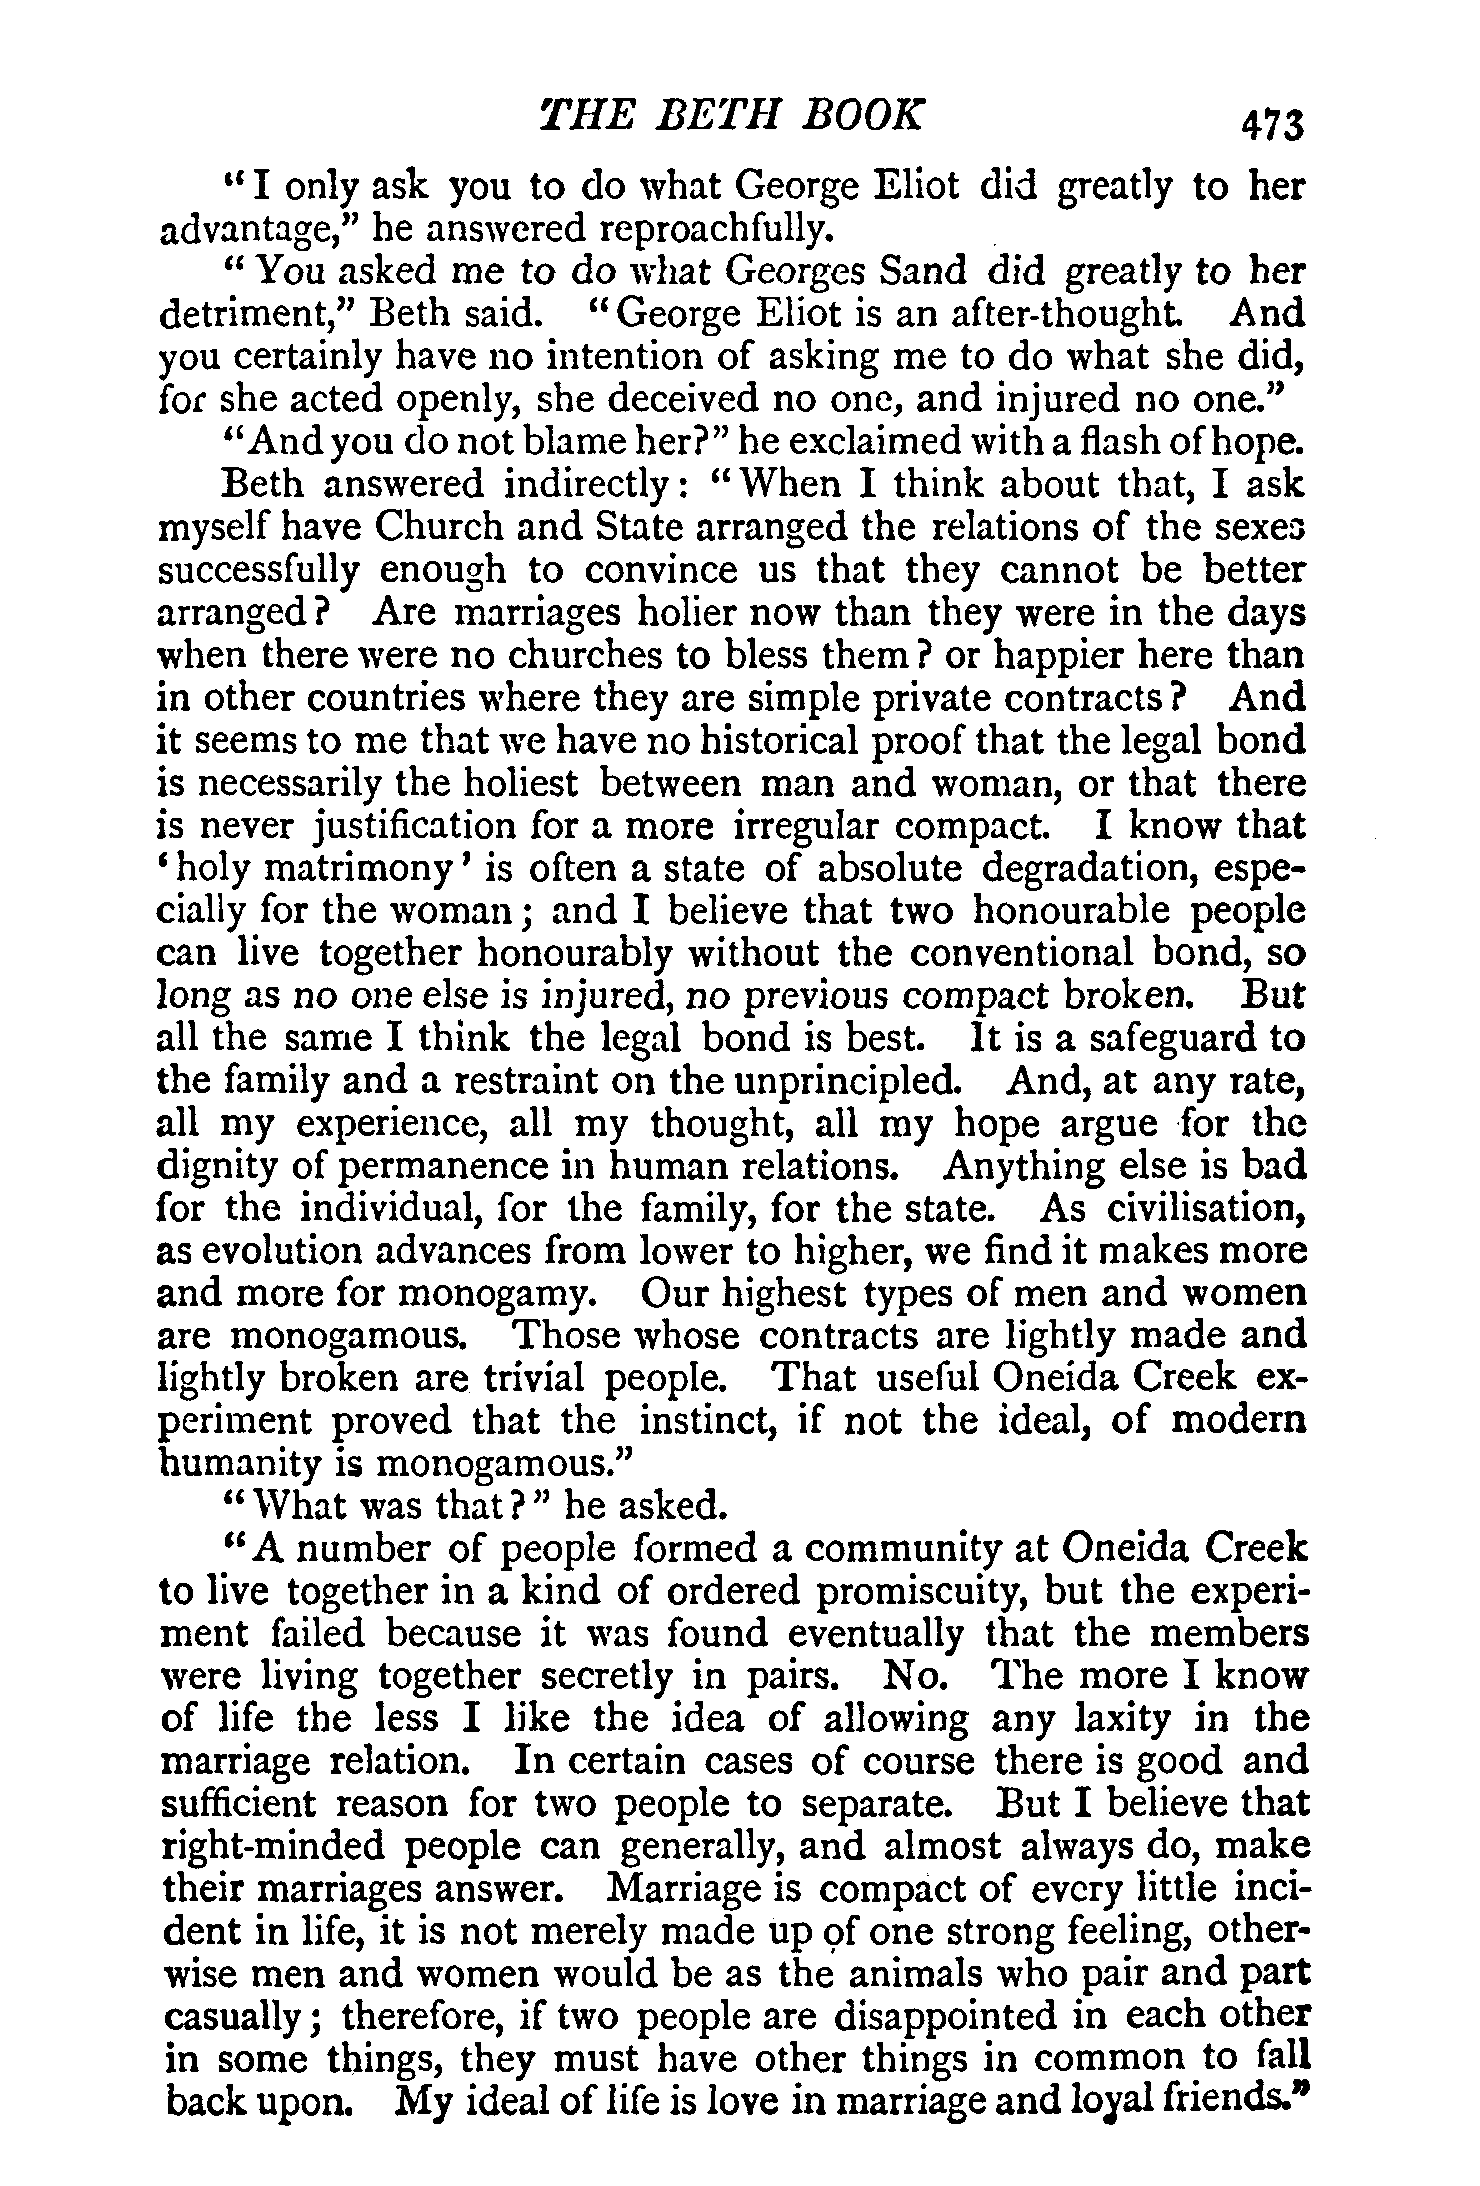 THE BETH BOOK 473
“I only ask you to do what George Eliot did greatly to her
advantage,” he answered reproachfully.
“You asked me to do what Georges Sand did greatly to her
detriment,” Beth said. “George Eliot is an after-thought. And
you certainly have no intention of asking me to do what she did,
for she acted openly, she deceived no one, and injured no one.”
“And you do not blame her?” he exclaimed with a flash of hope.
Beth answered indirectly: “When I think about that, I ask
myself have Church and State arranged the relations of the sexes
successfully enough to convince us that they cannot be better
arranged? Are marriages holier now than they were in the days
when there were no churches to bless them? or happier here than
in other countries where they are simple private contracts? And
it seems to me that we have no historical proof that the legal bond
is necessarily the holiest between man and woman, or that there
is never justification for a more irregular compact. I know that
‘holy matrimony’ is often a state of absolute degradation, espe-
cially for the woman; and I believe that two honourable people
can live together honourably without the conventional bond, so
long as no one else is injured, no previous compact broken. But
all the same I think the legal bond is best. It is a safeguard to
the family and a restraint on the unprincipled. And, at any rate,
all my experience, all my thought, all my hope argue for the
dignity of permanence in human relations. Anything else is bad
for the individual, for the family, for the state. As civilisation,
as evolution advances from lower to higher, we find it makes more
and more for monogamy. Our highest types of men and women
are monogamous. Those whose contracts are lightly made and
lightly broken are trivial people. That useful Oneida Creek ex-
periment proved that the instinct, if not the ideal, of modern
humanity is monogamous.”
“What was that?” he asked.
“A number of people formed a community at Oneida Creek
to live together in a kind of ordered promiscuity, but the experi-
ment failed because it was found eventually that the members
were living together secretly in pairs. No. The more I know
of life the less I like the idea of allowing any laxity in the
marriage relation. In certain cases of course there is good and
sufficient reason for two people to separate. But I believe that
right-minded people can generally, and almost always do, make
their marriages answer. Marriage is compact of every little inci-
dent in life, it is not merely made up of one strong feeling, other-
wise men and women would be as the animals who pair and part
casually; therefore, if two people are disappointed in each other
in some things, they must have other things in common to fall
back upon. My ideal of life is love in marriage and loyal friends.”